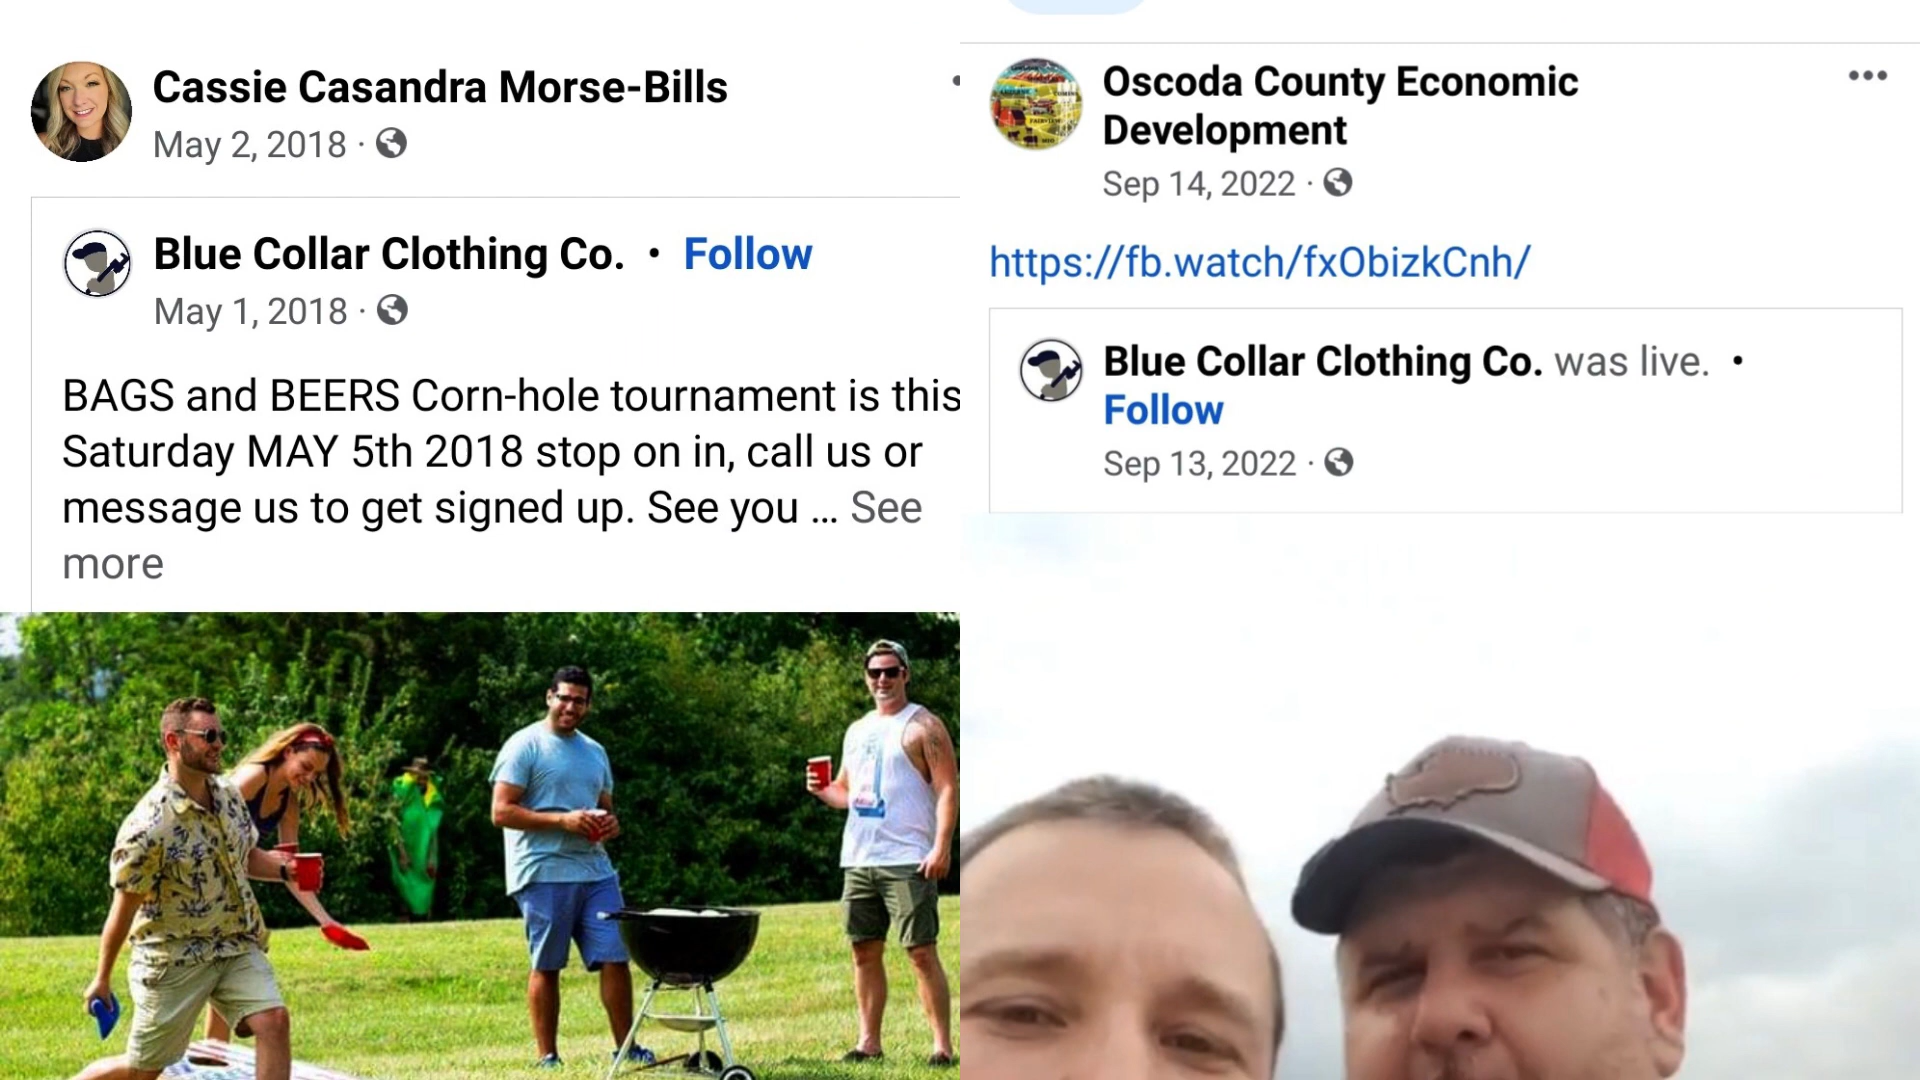 Cassie Casandra Morse-Bills
May 2, 2018 ·
Blue Collar Clothing Co. • Follow
May 1, 2018 ·
BAGS and BEERS Corn-hole tournament is this
Saturday MAY 5th 2018 stop on in, call us or
message us to get signed up. See you ... See
more
Oscoda County Economic
Development
Sep 14, 2022 ·
https://fb.watch/fxObizkCnh/
Blue Collar Clothing Co. was live. •
Follow
Sep 13, 2022 ·